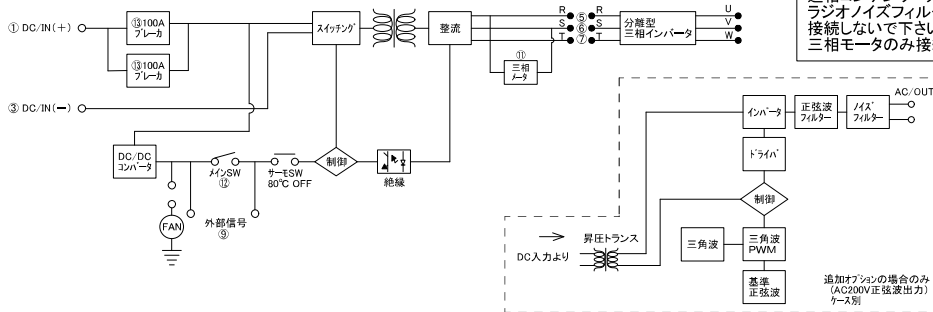 ① DC/IN(+)
⑬100A
ブレーカ
⑬100A
ブレーカ
③ DC/IN(−)
スイッチング
整流
R
S
T
⑤
⑥
⑦
R
S
T
分離型
三相インバータ
U
V
W
⑪
三相
メータ
ラジオノイズフィルタ
接続しないで下さい
三相モータのみ接
DC/DC
コンバータ
メインSW
⑫
サーモSW
80℃ OFF
制御
絶縁
FAN
外部信号
⑨
AC/OUT
インバータ
正弦波
フィルター
ノイズ
フィルター
ドライバ
制御
三角波
三角波
PWM
基準
正弦波
昇圧トランス
DC入力より
追加オプションの場合のみ
(AC200V正弦波出力)
ケース別